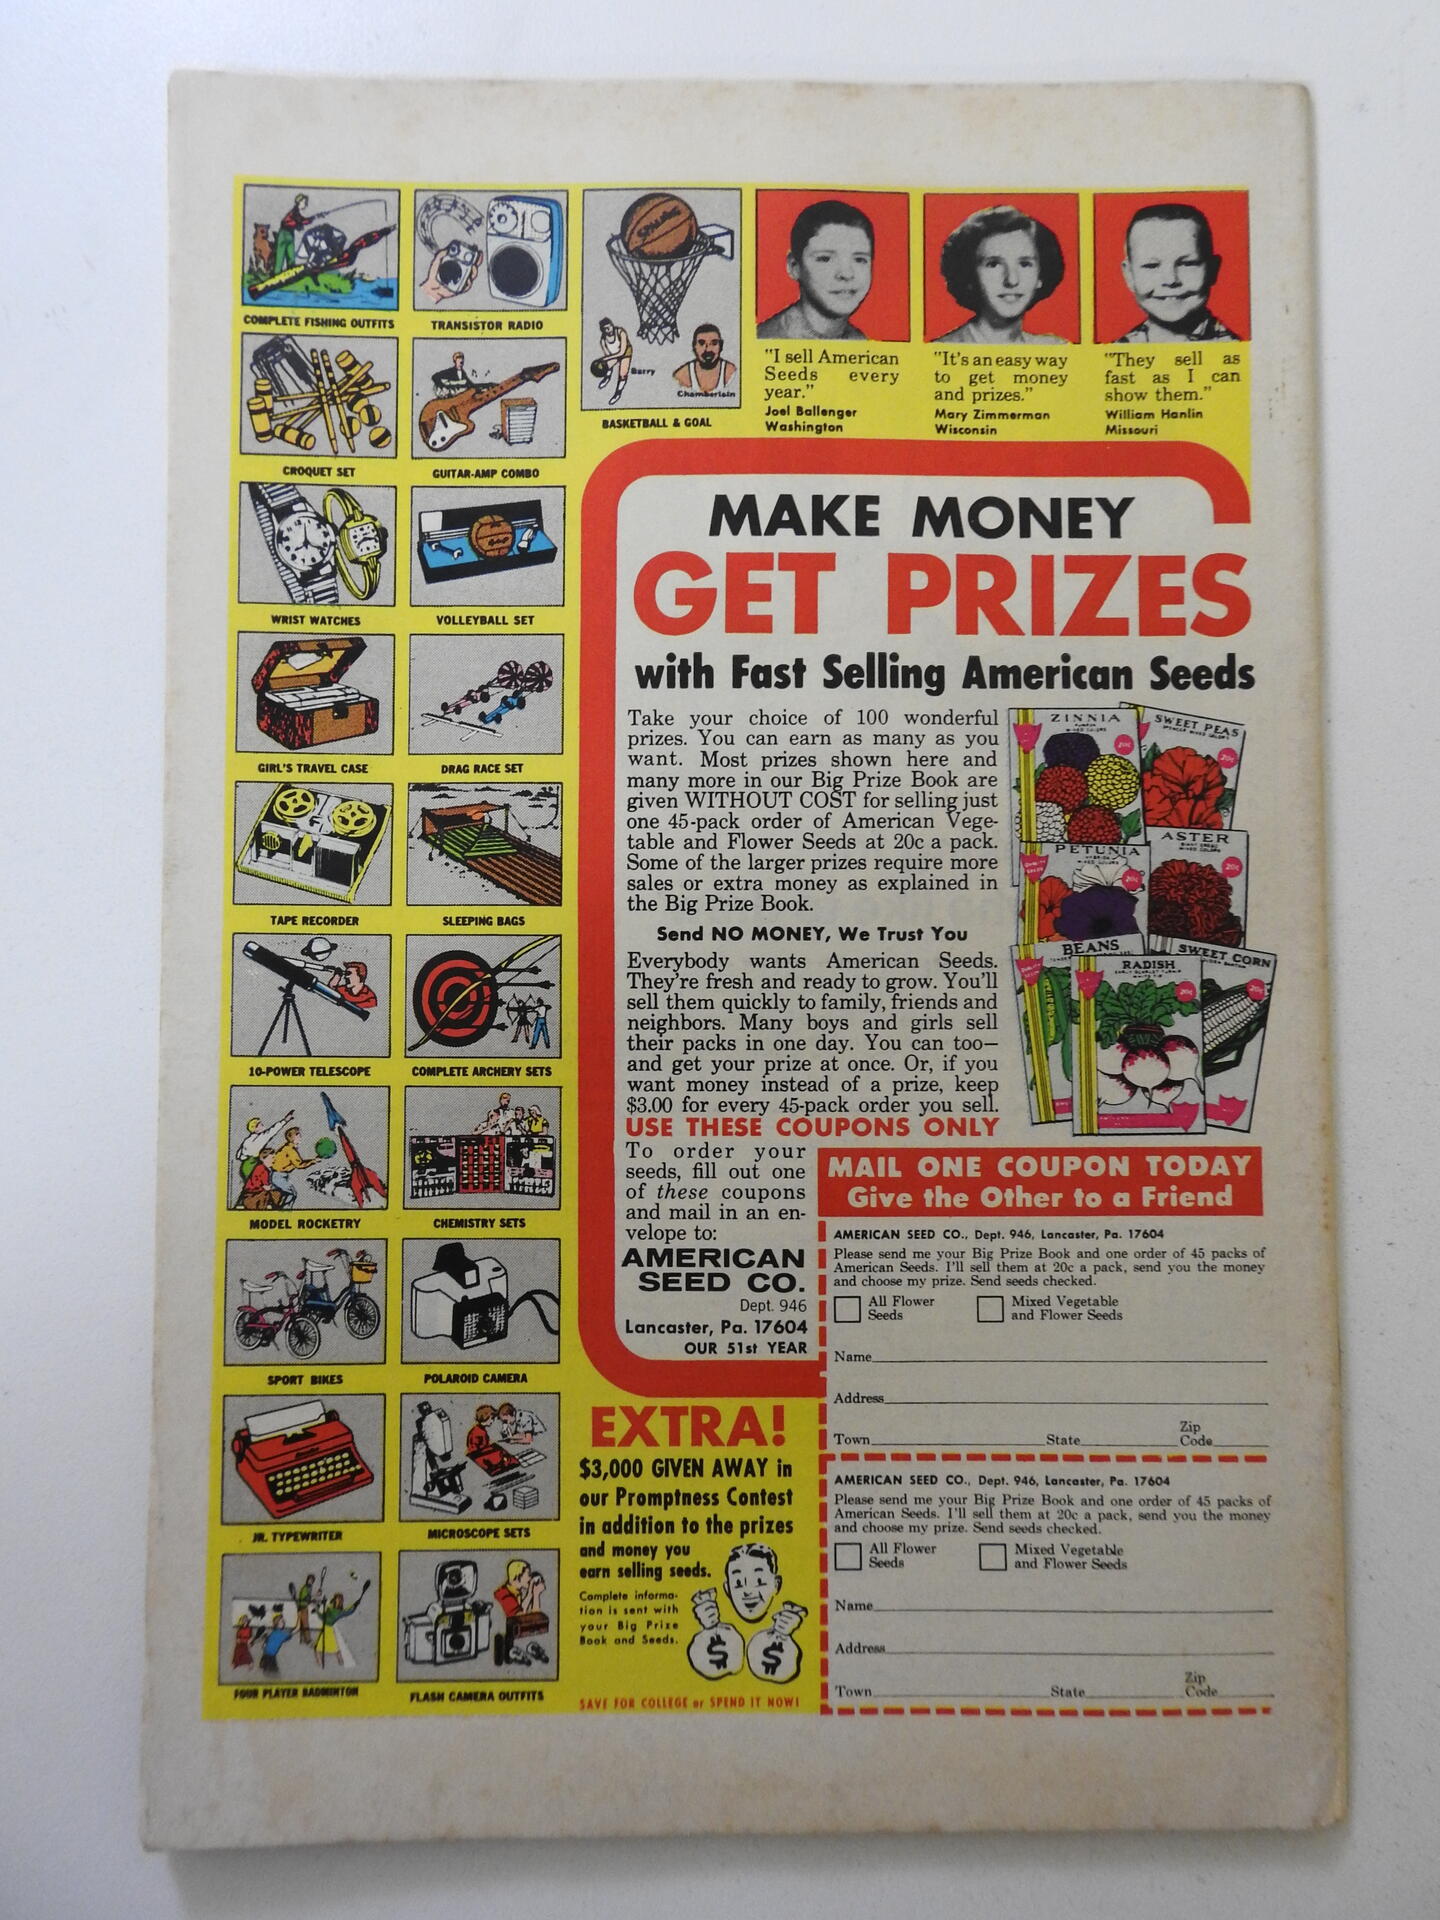 COMPLETE FISHING OUTFITS
TRANSISTOR RADIO
CROQUET SET
GUITAR-AMP COMBO
SPALDING
Barry
Chamberlain
BASKETBALL & GOAL
WRIST WATCHES
VOLLEYBALL SET
GIRL'S TRAVEL CASE
DRAG RACE SET
TAPE RECORDER
SLEEPING BAGS
10-POWER TELESCOPE
COMPLETE ARCHERY SETS
MODEL ROCKETRY
CHEMISTRY SETS
SPORT BIKES
POLAROID CAMERA
JR. TYPEWRITER
MICROSCOPE SETS
FOUR PLAYER BADMINTON
FLASH CAMERA OUTFITS
"I sell American
Seeds every
year."
Joel Ballenger
Washington
"It's an easy way
to get money
and prizes."
Mary Zimmerman
Wisconsin
"They sell as
fast as I can
show them."
William Hanlin
Missouri
MAKE MONEY
GET PRIZES
with Fast Selling American Seeds
Take your choice of 100 wonderful
prizes. You can earn as many as you
want. Most prizes shown here and
many more in our Big Prize Book are
given WITHOUT COST for selling just
one 45-pack order of American Vege-
table and Flower Seeds at 20c a pack.
Some of the larger prizes require more
sales or extra money as explained in
the Big Prize Book.
Send NO MONEY, We Trust You
Everybody wants American Seeds.
They're fresh and ready to grow. You'll
sell them quickly to family, friends and
neighbors. Many boys and girls sell
their packs in one day. You can too—
and get your prize at once. Or, if you
want money instead of a prize, keep
$3.00 for every 45-pack order you sell.
USE THESE COUPONS ONLY
To order your
seeds, fill out one
of these coupons
and mail in an en-
velope to:
AMERICAN
SEED CO.
Dept. 946
Lancaster, Pa. 17604
OUR 51st YEAR
ZINNIA
MIXED COLORS
20c
SWEET PEAS
SPENCER MIXED COLORS
20c
PETUNIA
MIXED COLORS
20c
ASTER
MIXED COLORS
20c
BEANS
RADISH
20c
SWEET CORN
20c
MAIL ONE COUPON TODAY
Give the Other to a Friend
AMERICAN SEED CO., Dept. 946, Lancaster, Pa. 17604
Please send me your Big Prize Book and one order of 45 packs of
American Seeds. I'll sell them at 20c a pack, send you the money
and choose my prize. Send seeds checked.
All Flower
Seeds
Mixed Vegetable
and Flower Seeds
Name
Address
Town State Zip Code
AMERICAN SEED CO., Dept. 946, Lancaster, Pa. 17604
Please send me your Big Prize Book and one order of 45 packs of
American Seeds. I'll sell them at 20c a pack, send you the money
and choose my prize. Send seeds checked.
All Flower
Seeds
Mixed Vegetable
and Flower Seeds
Name
Address
Town State Zip Code
EXTRA!
$3,000 GIVEN AWAY in
our Promptness Contest
in addition to the prizes
and money you
earn selling seeds.
Complete informa-
tion is sent with
your Big Prize
Book and Seeds.
$ $
SAVE FOR COLLEGE or SPEND IT NOW!